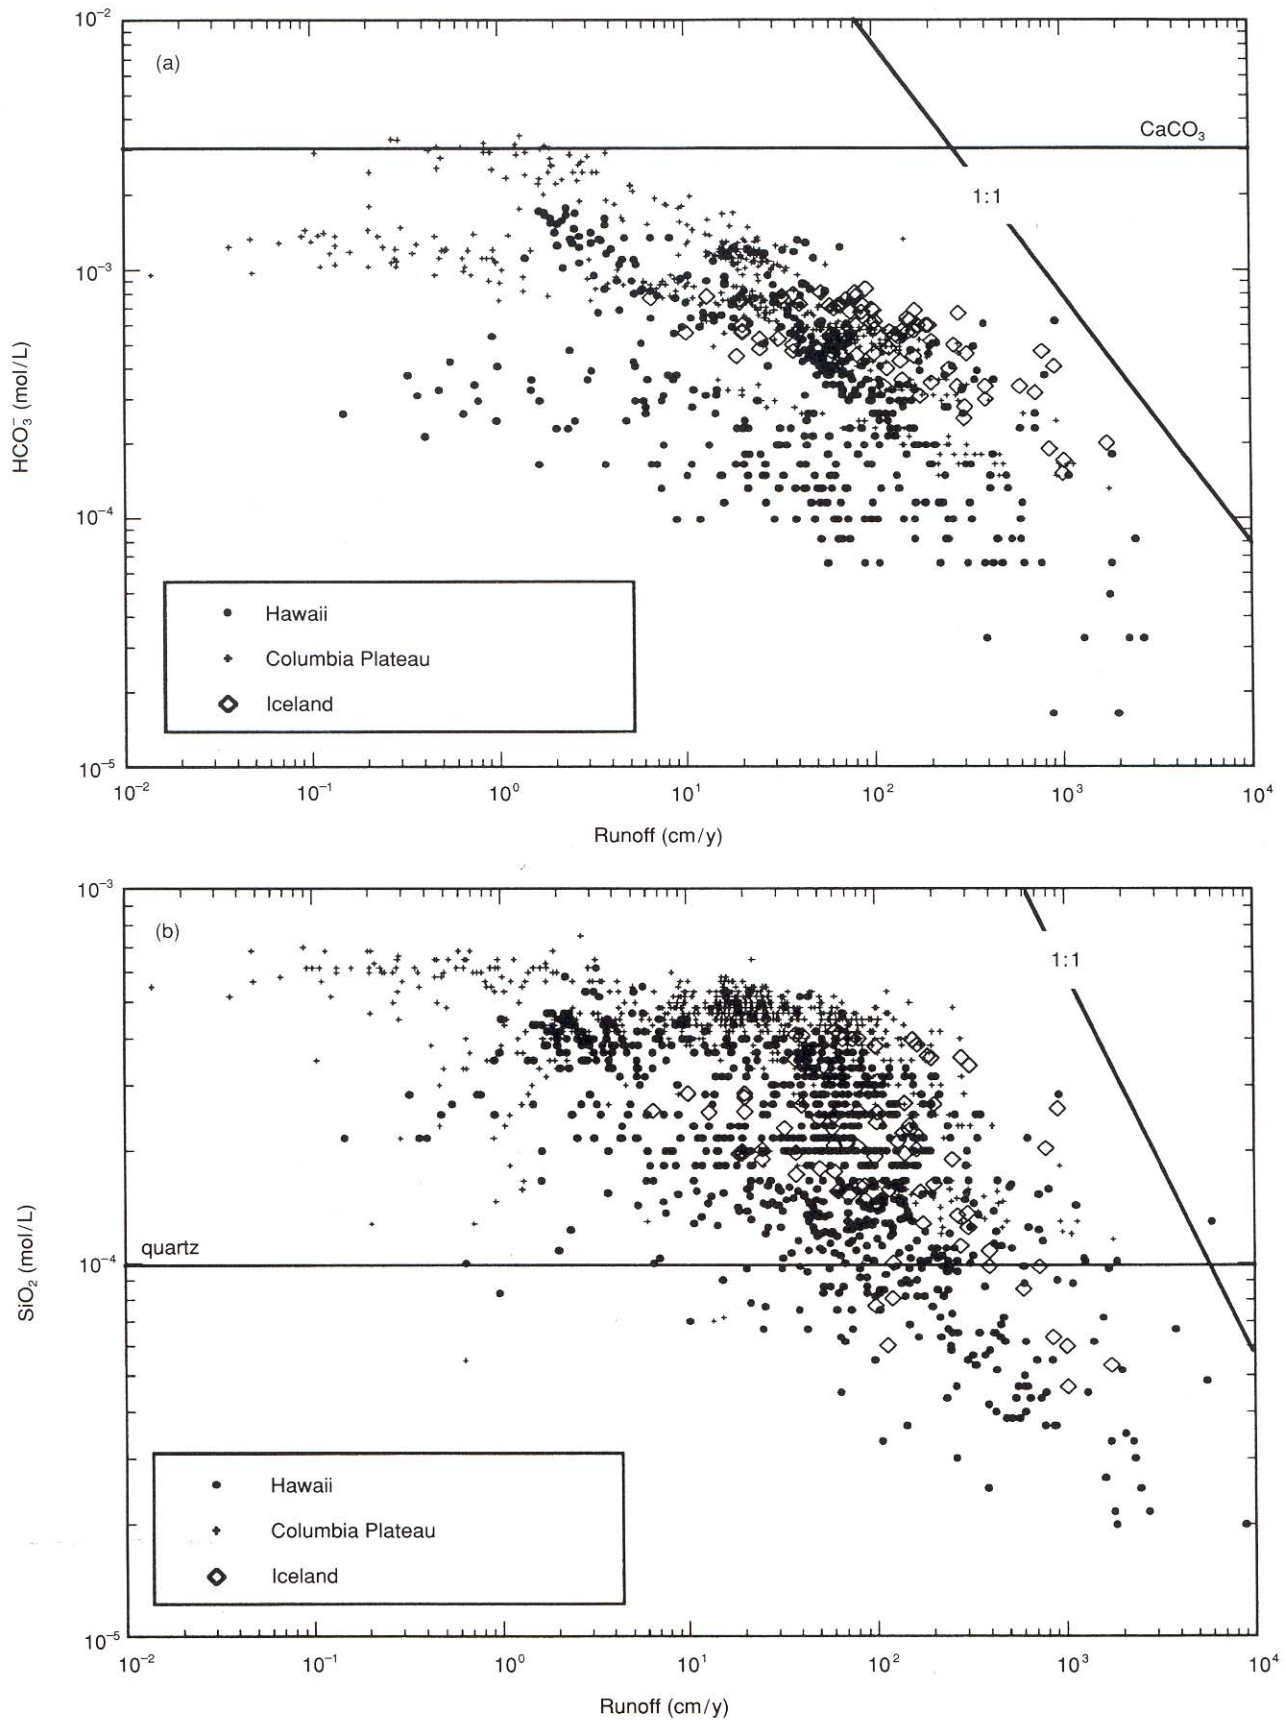 10⁻²
(a)
CaCO₃
1:1
10⁻³
HCO₃⁻ (mol/L)
10⁻⁴
Hawaii
Columbia Plateau
Iceland
10⁻⁵
10⁻² 10⁻¹ 10⁰ 10¹ 10² 10³ 10⁴
Runoff (cm/y)
10⁻³
(b)
1:1
SiO₂ (mol/L)
quartz
10⁻⁴
Hawaii
Columbia Plateau
Iceland
10⁻⁵
10⁻² 10⁻¹ 10⁰ 10¹ 10² 10³ 10⁴
Runoff (cm/y)